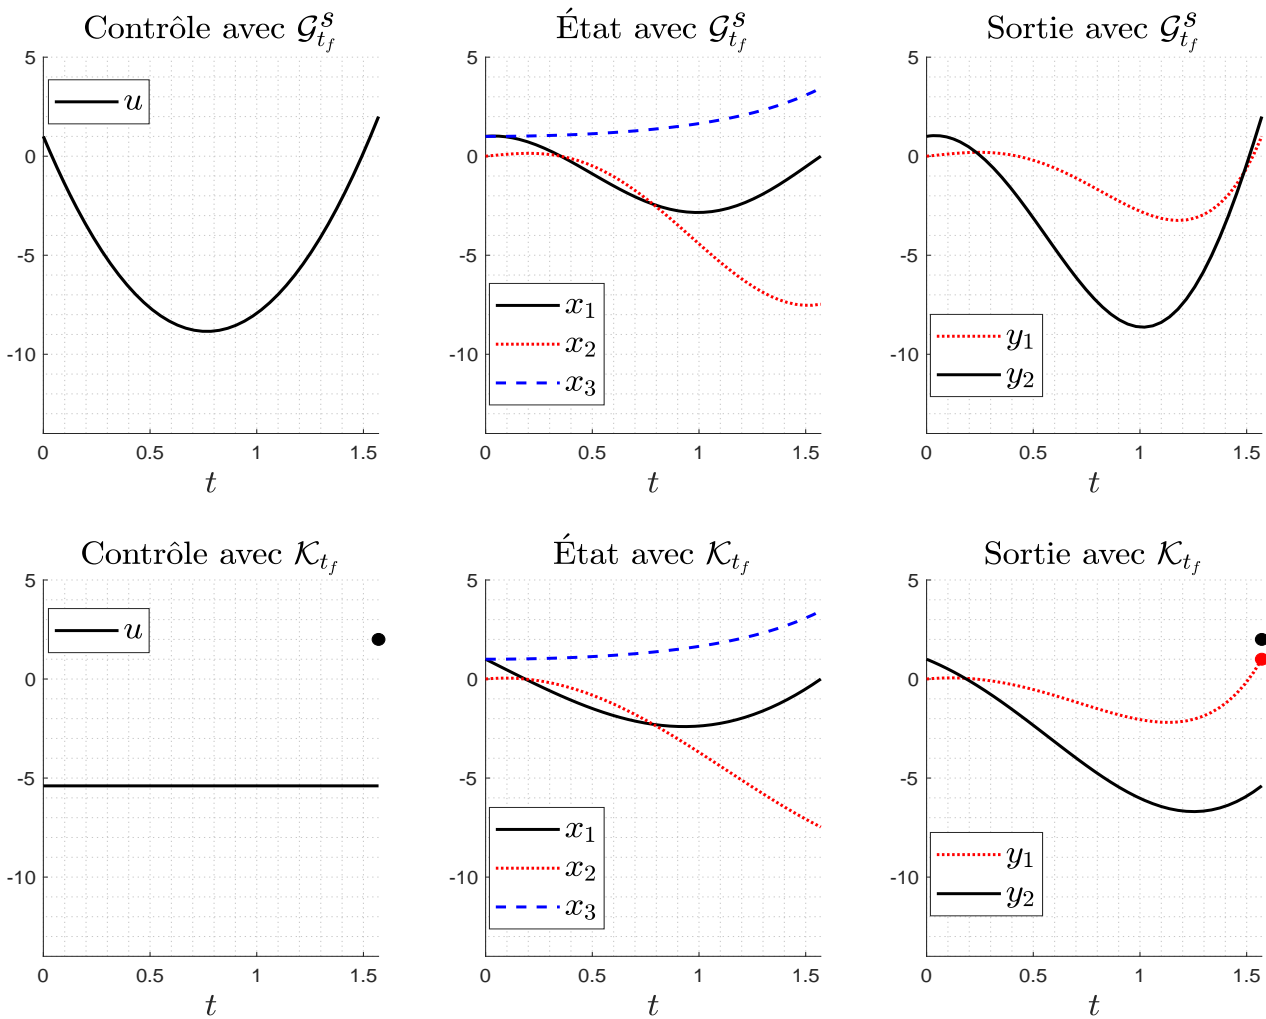 Contrôle avec 𝒢ˢ_{t_f}
État avec 𝒢ˢ_{t_f}
Sortie avec 𝒢ˢ_{t_f}
5
0
-5
-10
0
0.5
1
1.5
t
u
5
0
-5
-10
0
0.5
1
1.5
t
x₁
x₂
x₃
5
0
-5
-10
0
0.5
1
1.5
t
y₁
y₂
Contrôle avec 𝒦_{t_f}
État avec 𝒦_{t_f}
Sortie avec 𝒦_{t_f}
5
0
-5
-10
0
0.5
1
1.5
t
u
5
0
-5
-10
0
0.5
1
1.5
t
x₁
x₂
x₃
5
0
-5
-10
0
0.5
1
1.5
t
y₁
y₂